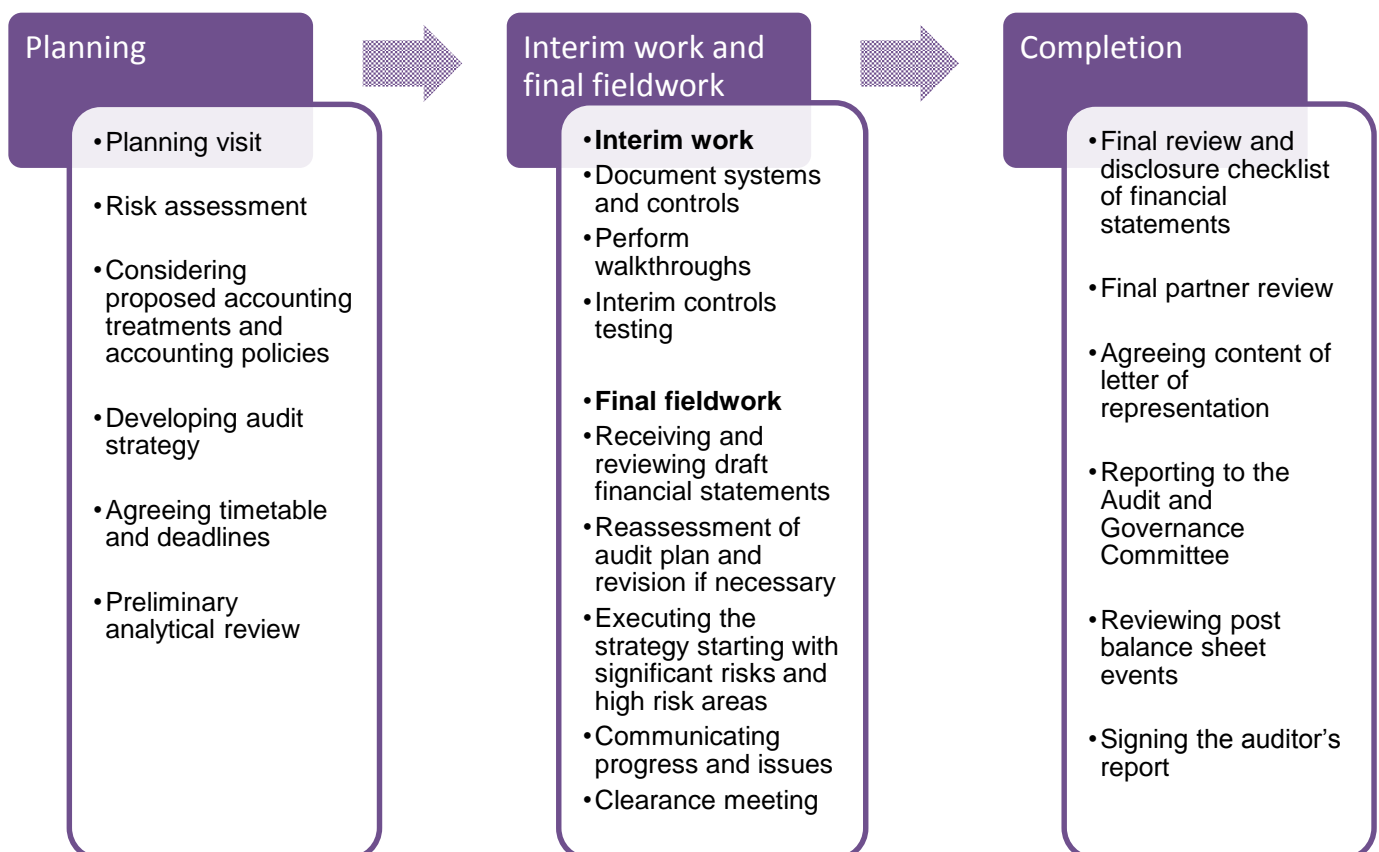 Planning
•Planning visit
•Risk assessment
•Considering
proposed accounting
treatments and
accounting policies
•Developing audit
strategy
•Agreeing timetable
and deadlines
•Preliminary
analytical review
Interim work and
final fieldwork
•Interim work
•Document systems
and controls
•Perform
walkthroughs
•Interim controls
testing
•Final fieldwork
•Receiving and
reviewing draft
financial statements
•Reassessment of
audit plan and
revision if necessary
•Executing the
strategy starting with
significant risks and
high risk areas
•Communicating
progress and issues
•Clearance meeting
Completion
•Final review and
disclosure checklist
of financial
statements
•Final partner review
•Agreeing content of
letter of
representation
•Reporting to the
Audit and
Governance
Committee
•Reviewing post
balance sheet
events
•Signing the auditor's
report